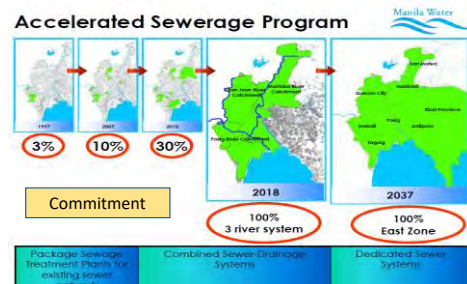 Accelerated Sewerage Program
Manila Water
San Mateo
San Juan River
Catchment
Marikina River
Catchment
Quezon City
Marikina
Rizal Province
Pasig
Pasig River Catchment
Makati
Antipolo
Taguig
1997
2007
2018
2037
3%
10%
30%
Commitment
100%
3 river system
100%
East Zone
Package Sewage
Treatment Plants for
existing sewer
Combined Sewer-Drainage
Systems
Dedicated Sewer
Systems